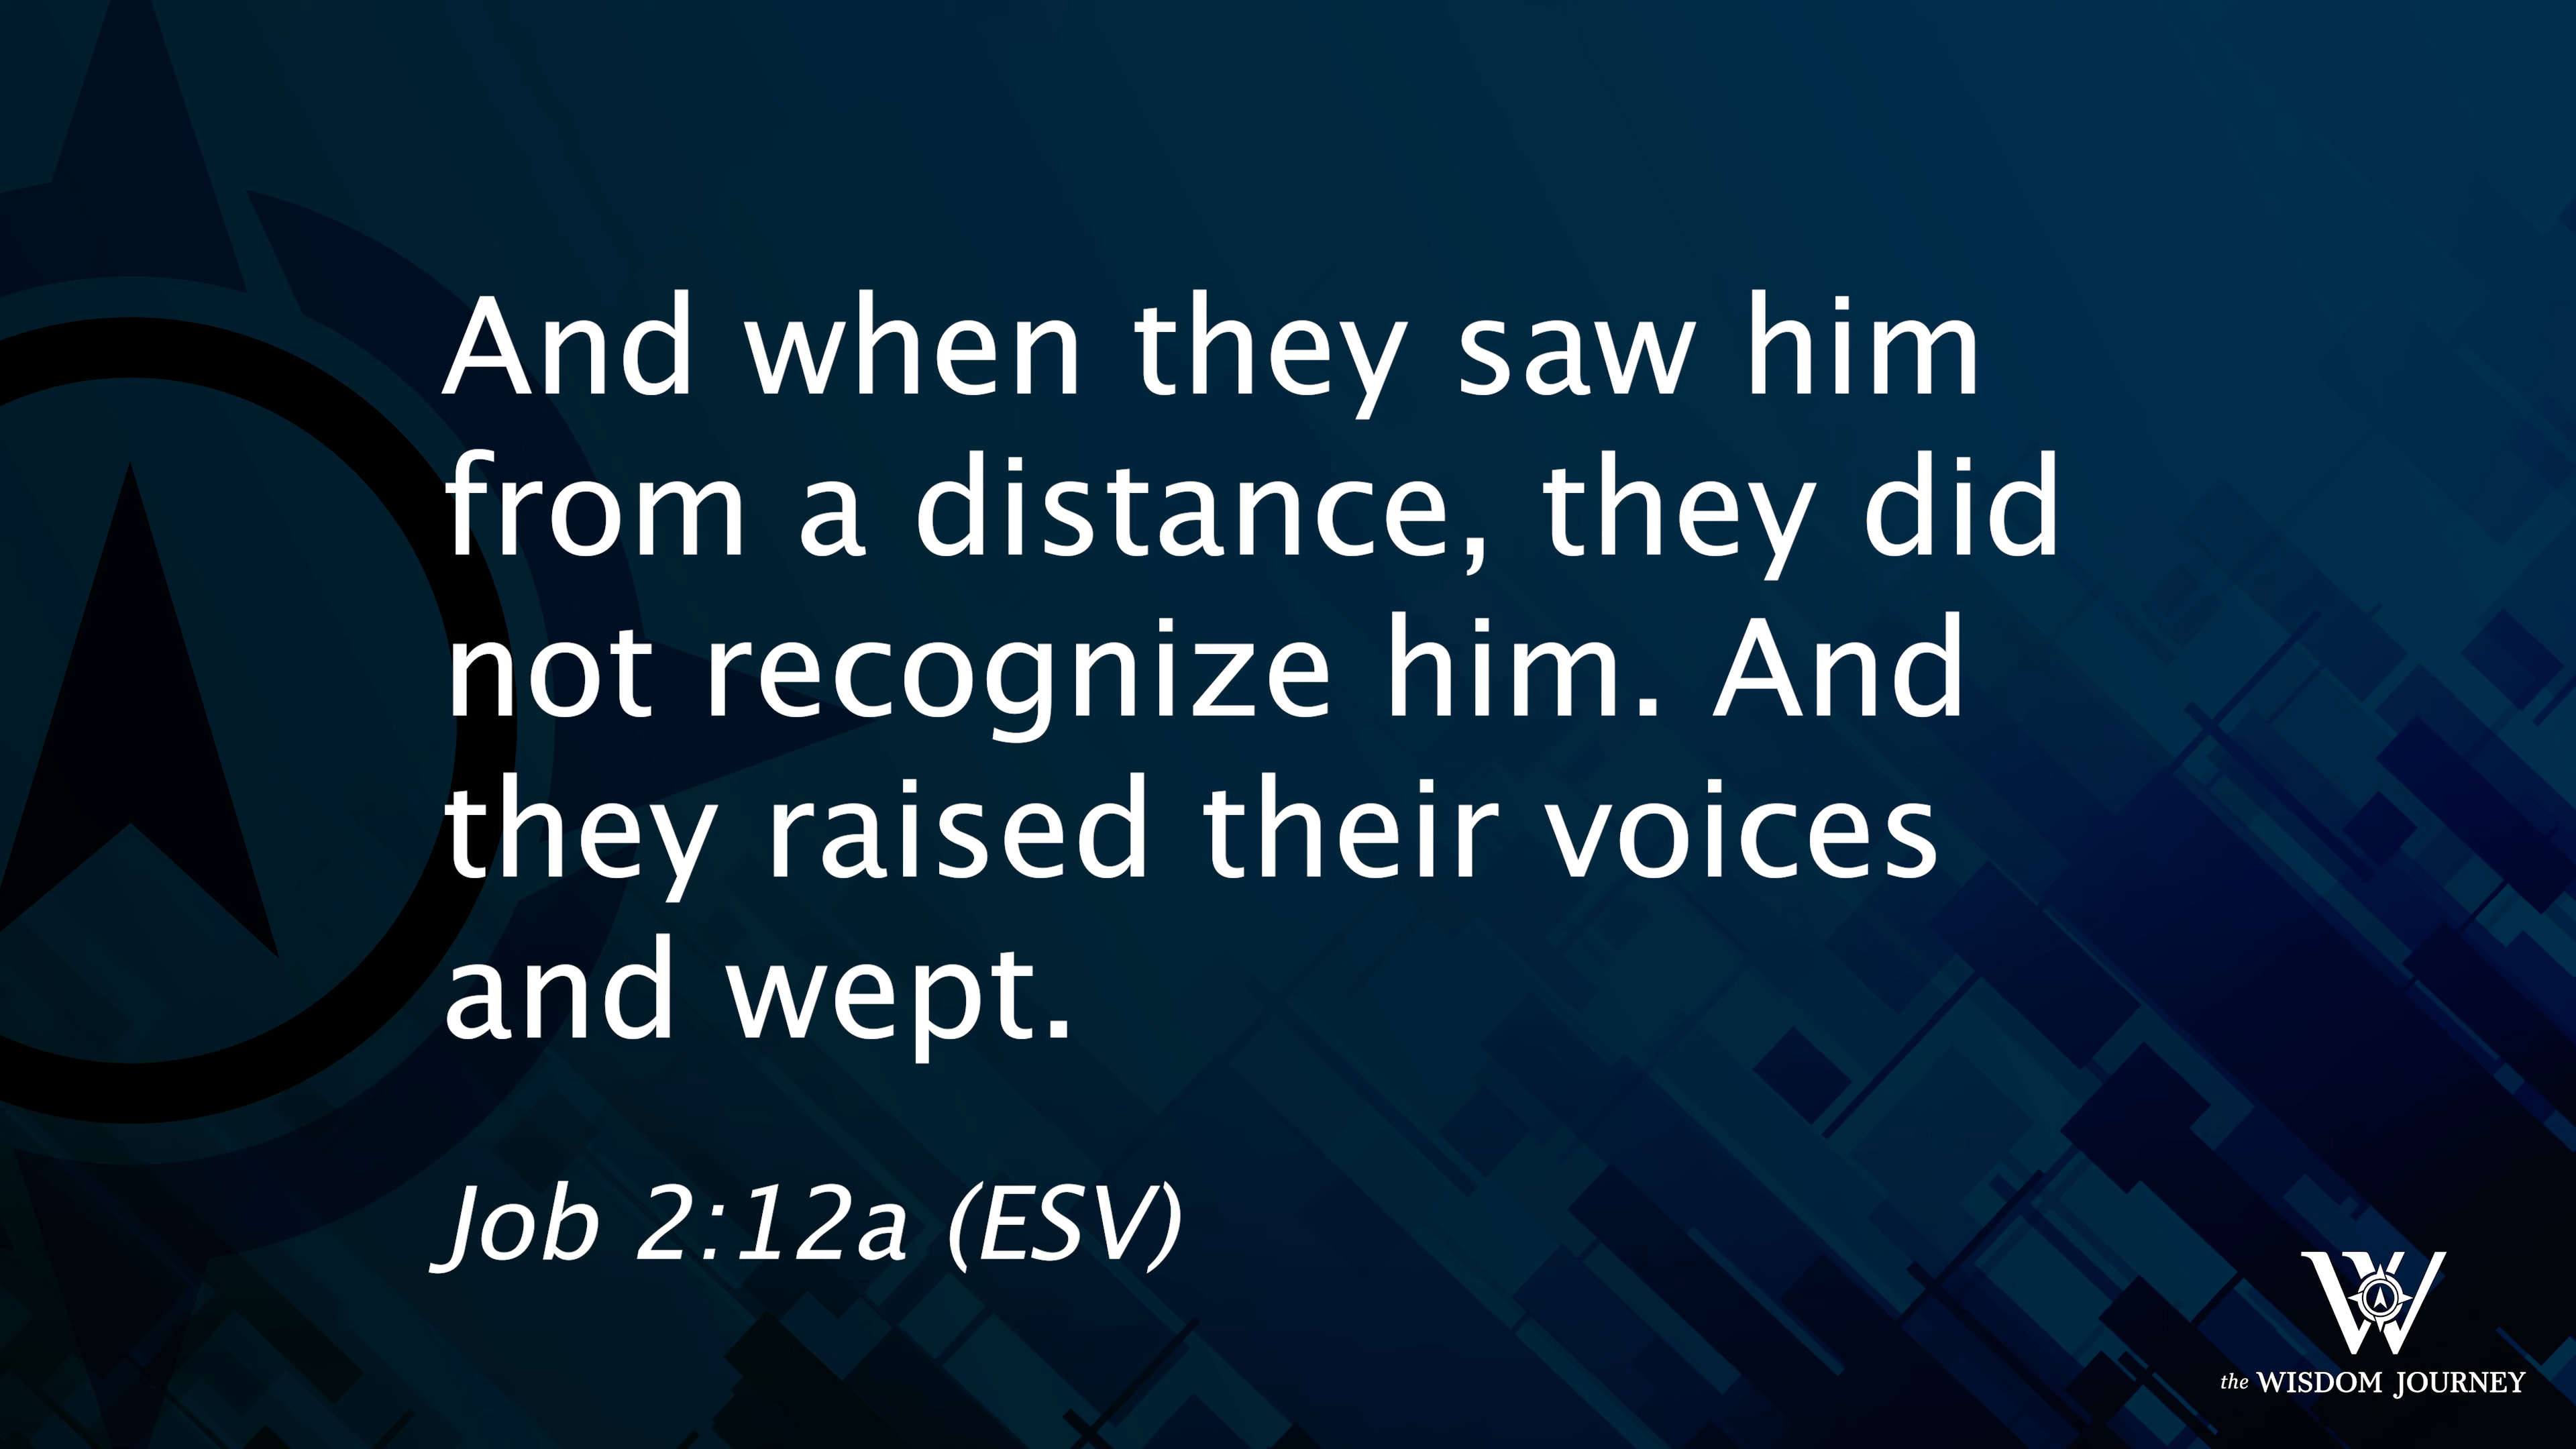 And when they saw him
from a distance, they did
not recognize him. And
they raised their voices
and wept.
Job 2:12a (ESV)
W
the WISDOM JOURNEY